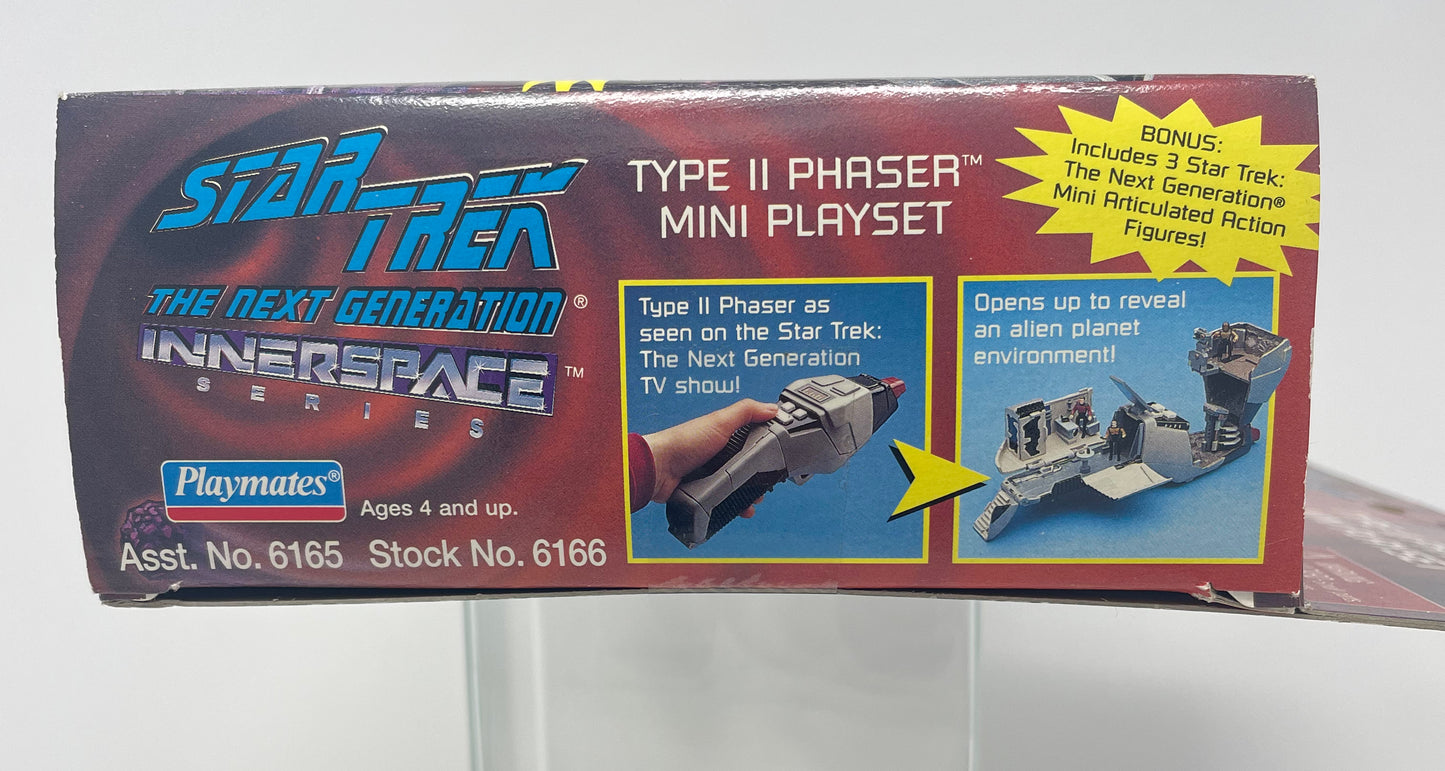 STAR
TREK
THE NEXT GENERATION®
INNERSPACE™
SERIES
Playmates®
Ages 4 and up.
Asst. No. 6165 Stock No. 6166
TYPE II PHASER™
MINI PLAYSET
BONUS:
Includes 3 Star Trek:
The Next Generation®
Mini Articulated Action
Figures!
Type II Phaser as
seen on the Star Trek:
The Next Generation
TV show!
Opens up to reveal
an alien planet
environment!